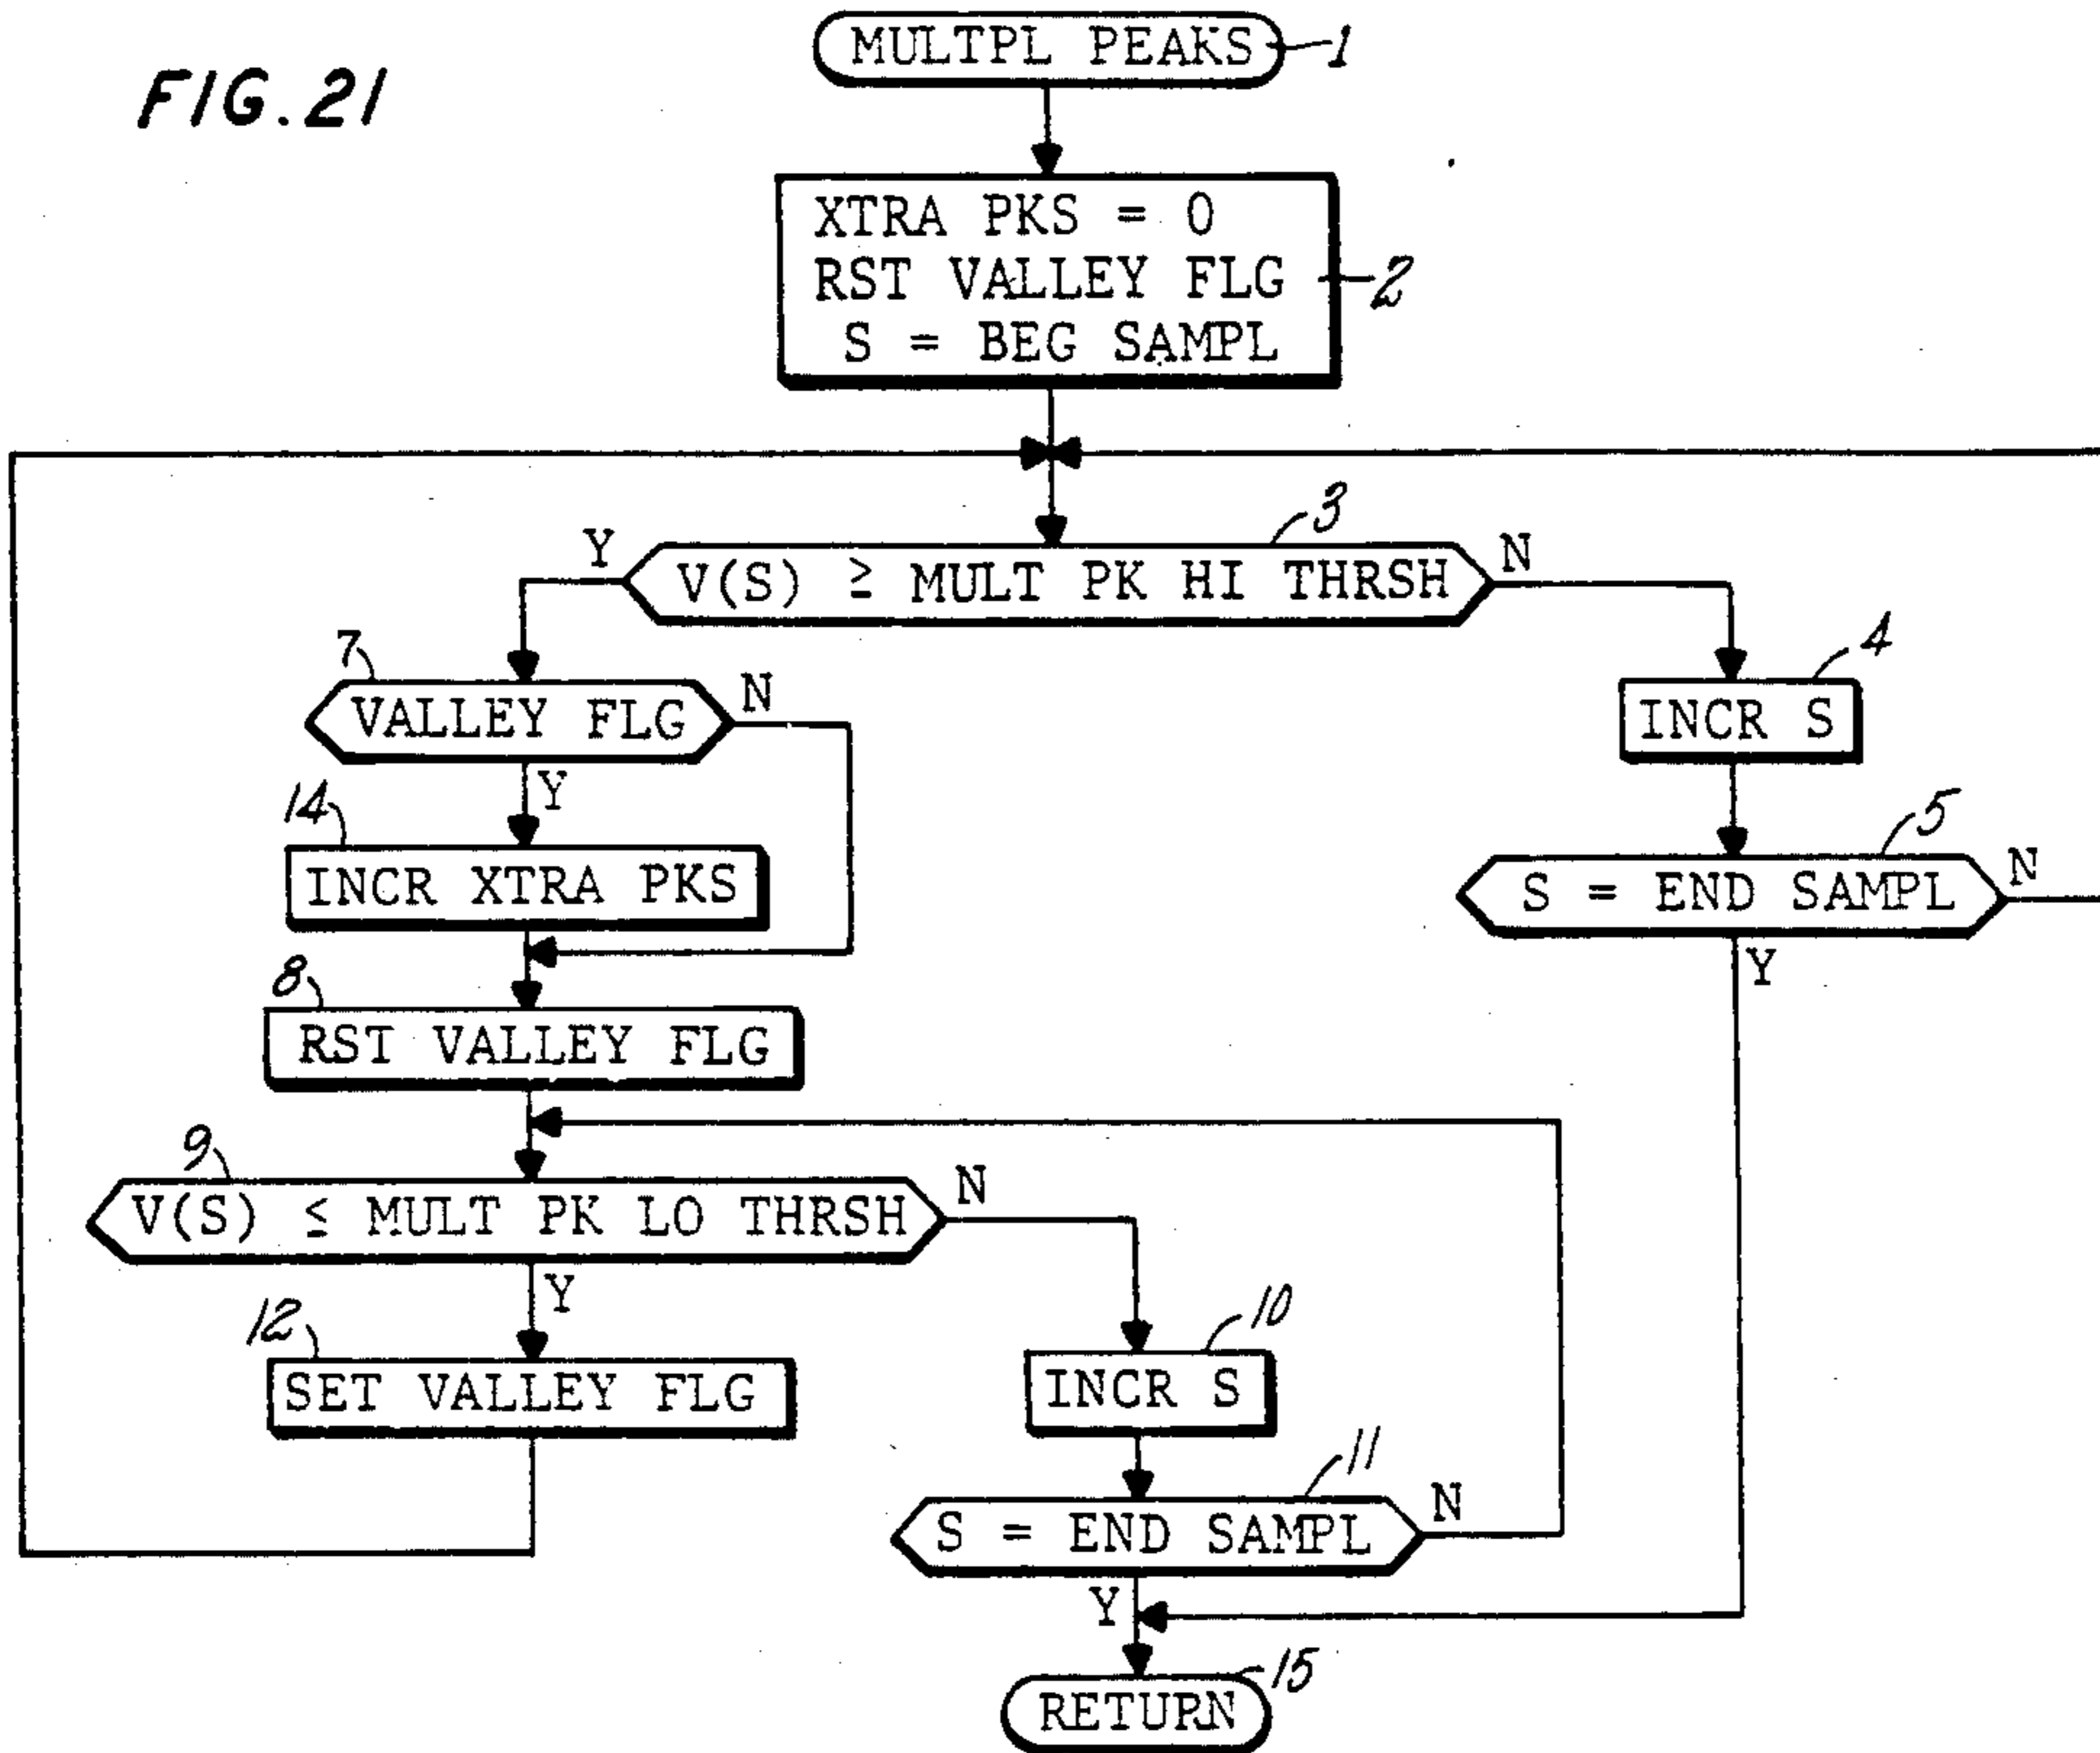 FIG. 21
MULTPL PEAKS
1
XTRA PKS = 0
RST VALLEY FLG
S = BEG SAMPL
2
3
Y
V(S) ≥ MULT PK HI THRSH
N
7
VALLEY FLG
N
Y
4
INCR S
14
INCR XTRA PKS
5
S = END SAMPL
N
Y
8
RST VALLEY FLG
9
V(S) ≤ MULT PK LO THRSH
N
Y
12
SET VALLEY FLG
10
INCR S
11
S = END SAMPL
N
Y
15
RETURN